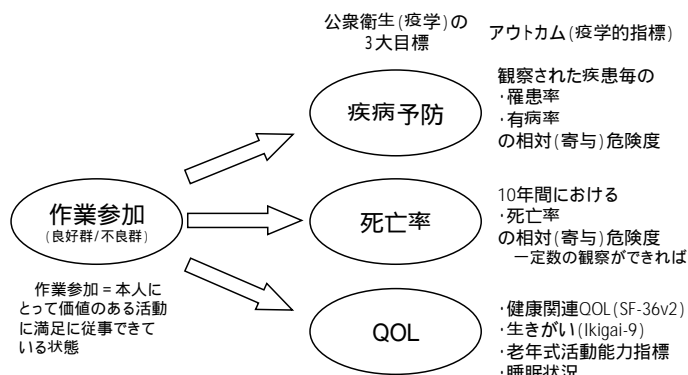 公衆衛生(疫学)の
3大目標
アウトカム(疫学的指標)
疾病予防
観察された疾患毎の
・罹患率
・有病率
の相対(寄与)危険度
作業参加
(良好群/不良群)
作業参加=本人に
とって価値のある活動
に満足に従事できて
いる状態
死亡率
10年間における
・死亡率
の相対(寄与)危険度
一定数の観察ができれば
QOL
・健康関連QOL(SF-36v2)
・生きがい(Ikigai-9)
・老年式活動能力指標
・睡眠状況